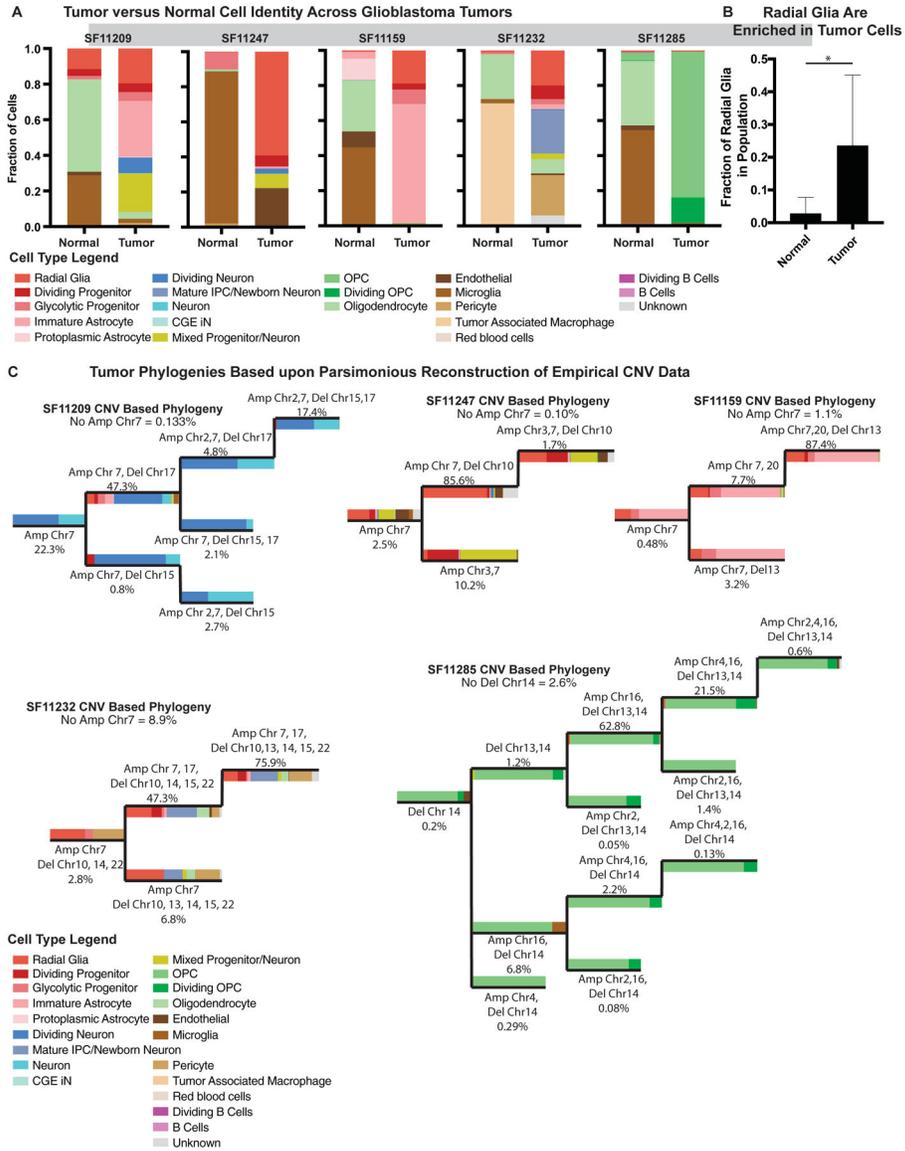 A
Tumor versus Normal Cell Identity Across Glioblastoma Tumors
SF11209
SF11247
SF11159
SF11232
SF11285
Fraction of Cells
1.0
0.8
0.6
0.4
0.2
0.0
Normal
Tumor
Normal
Tumor
Normal
Tumor
Normal
Tumor
Normal
Tumor
B
Radial Glia Are
Enriched in Tumor Cells
Fraction of Radial Glia
in Population
0.5
0.4
0.3
0.2
0.1
0.0
*
Normal
Tumor
Cell Type Legend
Radial Glia
Dividing Progenitor
Glycolytic Progenitor
Immature Astrocyte
Protoplasmic Astrocyte
Dividing Neuron
Mature IPC/Newborn Neuron
Neuron
CGE iN
Mixed Progenitor/Neuron
OPC
Dividing OPC
Oligodendrocyte
Endothelial
Microglia
Pericyte
Tumor Associated Macrophage
Red blood cells
Dividing B Cells
B Cells
Unknown
C
Tumor Phylogenies Based upon Parsimonious Reconstruction of Empirical CNV Data
SF11209 CNV Based Phylogeny
No Amp Chr7 = 0.133%
Amp Chr2,7, Del Chr15,17
17.4%
Amp Chr2,7, Del Chr17
4.8%
Amp Chr 7, Del Chr17
47.3%
Amp Chr7
22.3%
Amp Chr 7, Del Chr15, 17
2.1%
Amp Chr7, Del Chr15
0.8%
Amp Chr 2,7, Del Chr15
2.7%
SF11247 CNV Based Phylogeny
No Amp Chr7 = 0.10%
Amp Chr3,7, Del Chr10
1.7%
Amp Chr 7, Del Chr10
85.6%
Amp Chr7
2.5%
Amp Chr3,7
10.2%
SF11159 CNV Based Phylogeny
No Amp Chr7 = 1.1%
Amp Chr7,20, Del Chr13
87.4%
Amp Chr 7, 20
7.7%
Amp Chr7
0.48%
Amp Chr7, Del13
3.2%
SF11232 CNV Based Phylogeny
No Amp Chr7 = 8.9%
Amp Chr 7, 17,
Del Chr10,13, 14, 15, 22
75.9%
Amp Chr 7, 17,
Del Chr10, 14, 15, 22
47.3%
Amp Chr7
Del Chr10, 14, 22
2.8%
Amp Chr7
Del Chr10, 13, 14, 15, 22
6.8%
SF11285 CNV Based Phylogeny
No Del Chr14 = 2.6%
Amp Chr2,4,16,
Del Chr13,14
0.6%
Amp Chr4,16,
Del Chr13,14
21.5%
Amp Chr16,
Del Chr13,14
62.8%
Del Chr13,14
1.2%
Del Chr 14
0.2%
Amp Chr2,16,
Del Chr13,14
1.4%
Amp Chr2,
Del Chr13,14
0.05%
Amp Chr4,2,16,
Del Chr14
0.13%
Amp Chr4,16,
Del Chr14
2.2%
Amp Chr16,
Del Chr14
6.8%
Amp Chr2,16,
Del Chr14
0.08%
Amp Chr4,
Del Chr14
0.29%
Cell Type Legend
Radial Glia
Dividing Progenitor
Glycolytic Progenitor
Immature Astrocyte
Protoplasmic Astrocyte
Dividing Neuron
Mature IPC/Newborn Neuron
Neuron
CGE iN
Mixed Progenitor/Neuron
OPC
Dividing OPC
Oligodendrocyte
Endothelial
Microglia
Pericyte
Tumor Associated Macrophage
Red blood cells
Dividing B Cells
B Cells
Unknown